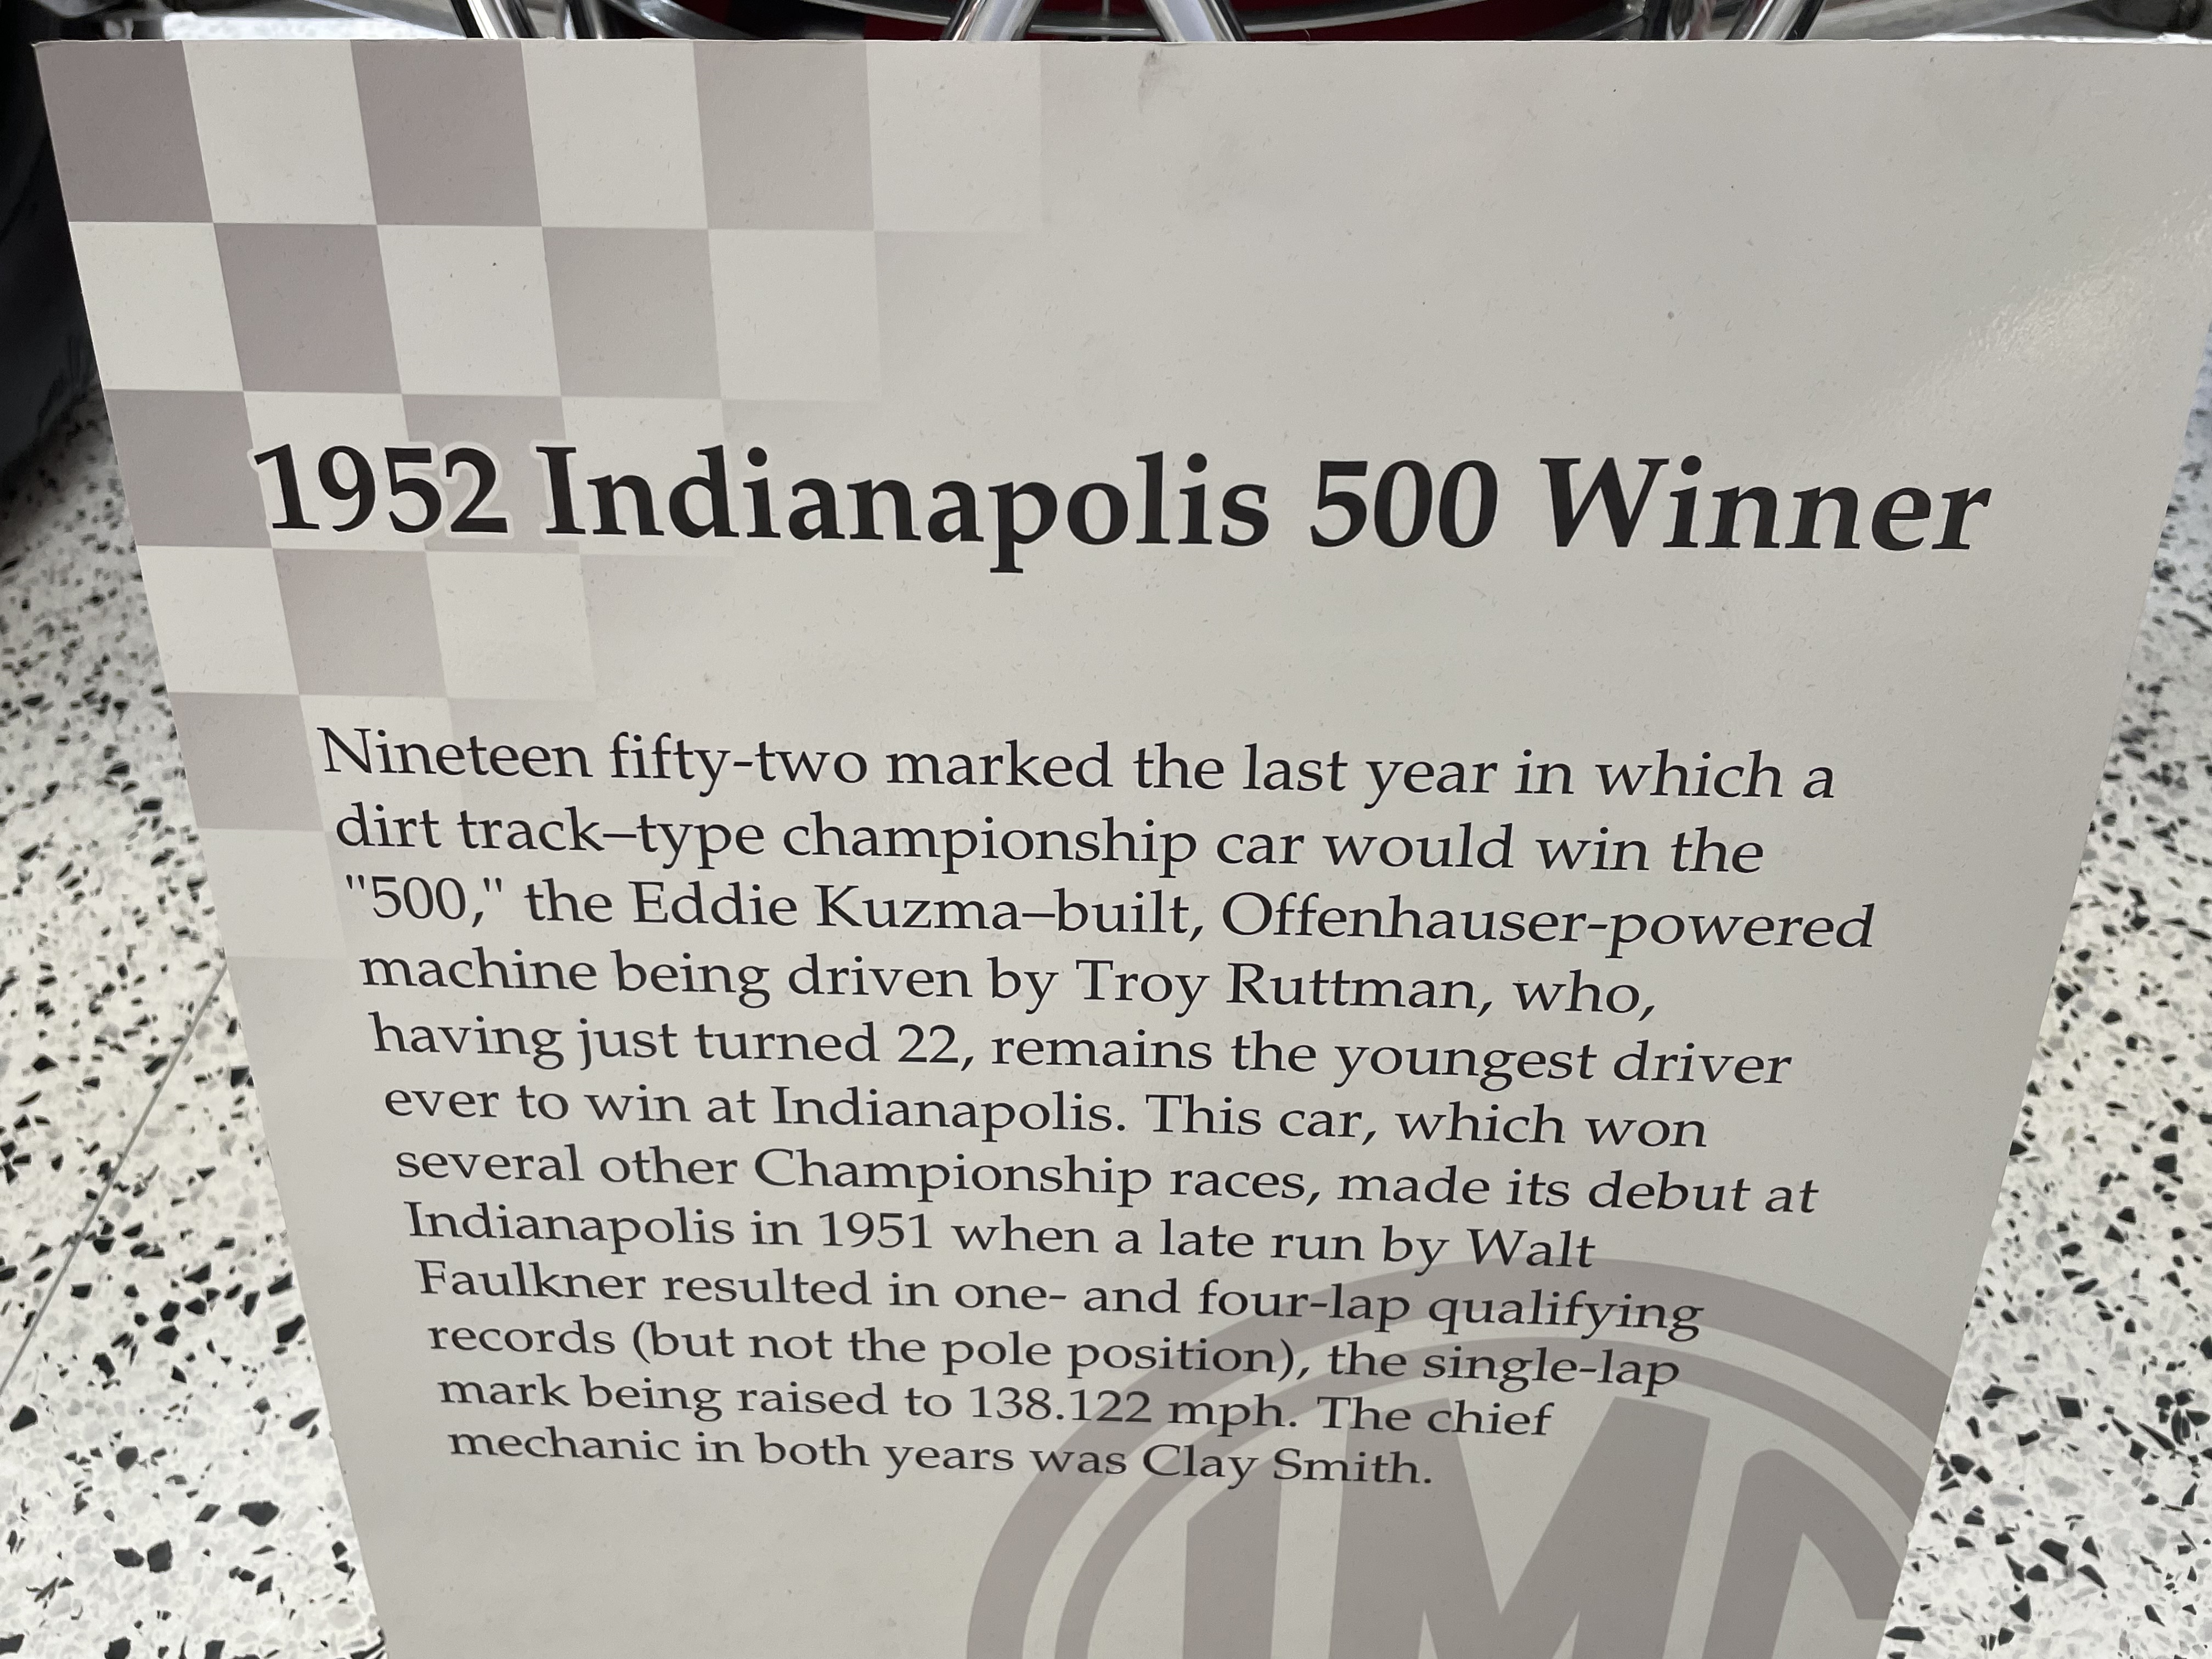 1952 Indianapolis 500 Winner
Nineteen fifty-two marked the last year in which a
dirt track–type championship car would win the
"500," the Eddie Kuzma–built, Offenhauser-powered
machine being driven by Troy Ruttman, who,
having just turned 22, remains the youngest driver
ever to win at Indianapolis. This car, which won
several other Championship races, made its debut at
Indianapolis in 1951 when a late run by Walt
Faulkner resulted in one- and four-lap qualifying
records (but not the pole position), the single-lap
mark being raised to 138.122 mph. The chief
mechanic in both years was Clay Smith.